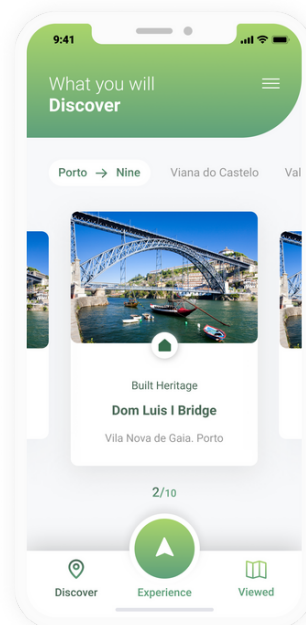 9:41
What you will
Discover
Porto → Nine Viana do Castelo Val
Built Heritage
Dom Luis I Bridge
Vila Nova de Gaia. Porto
2/10
Discover Experience Viewed